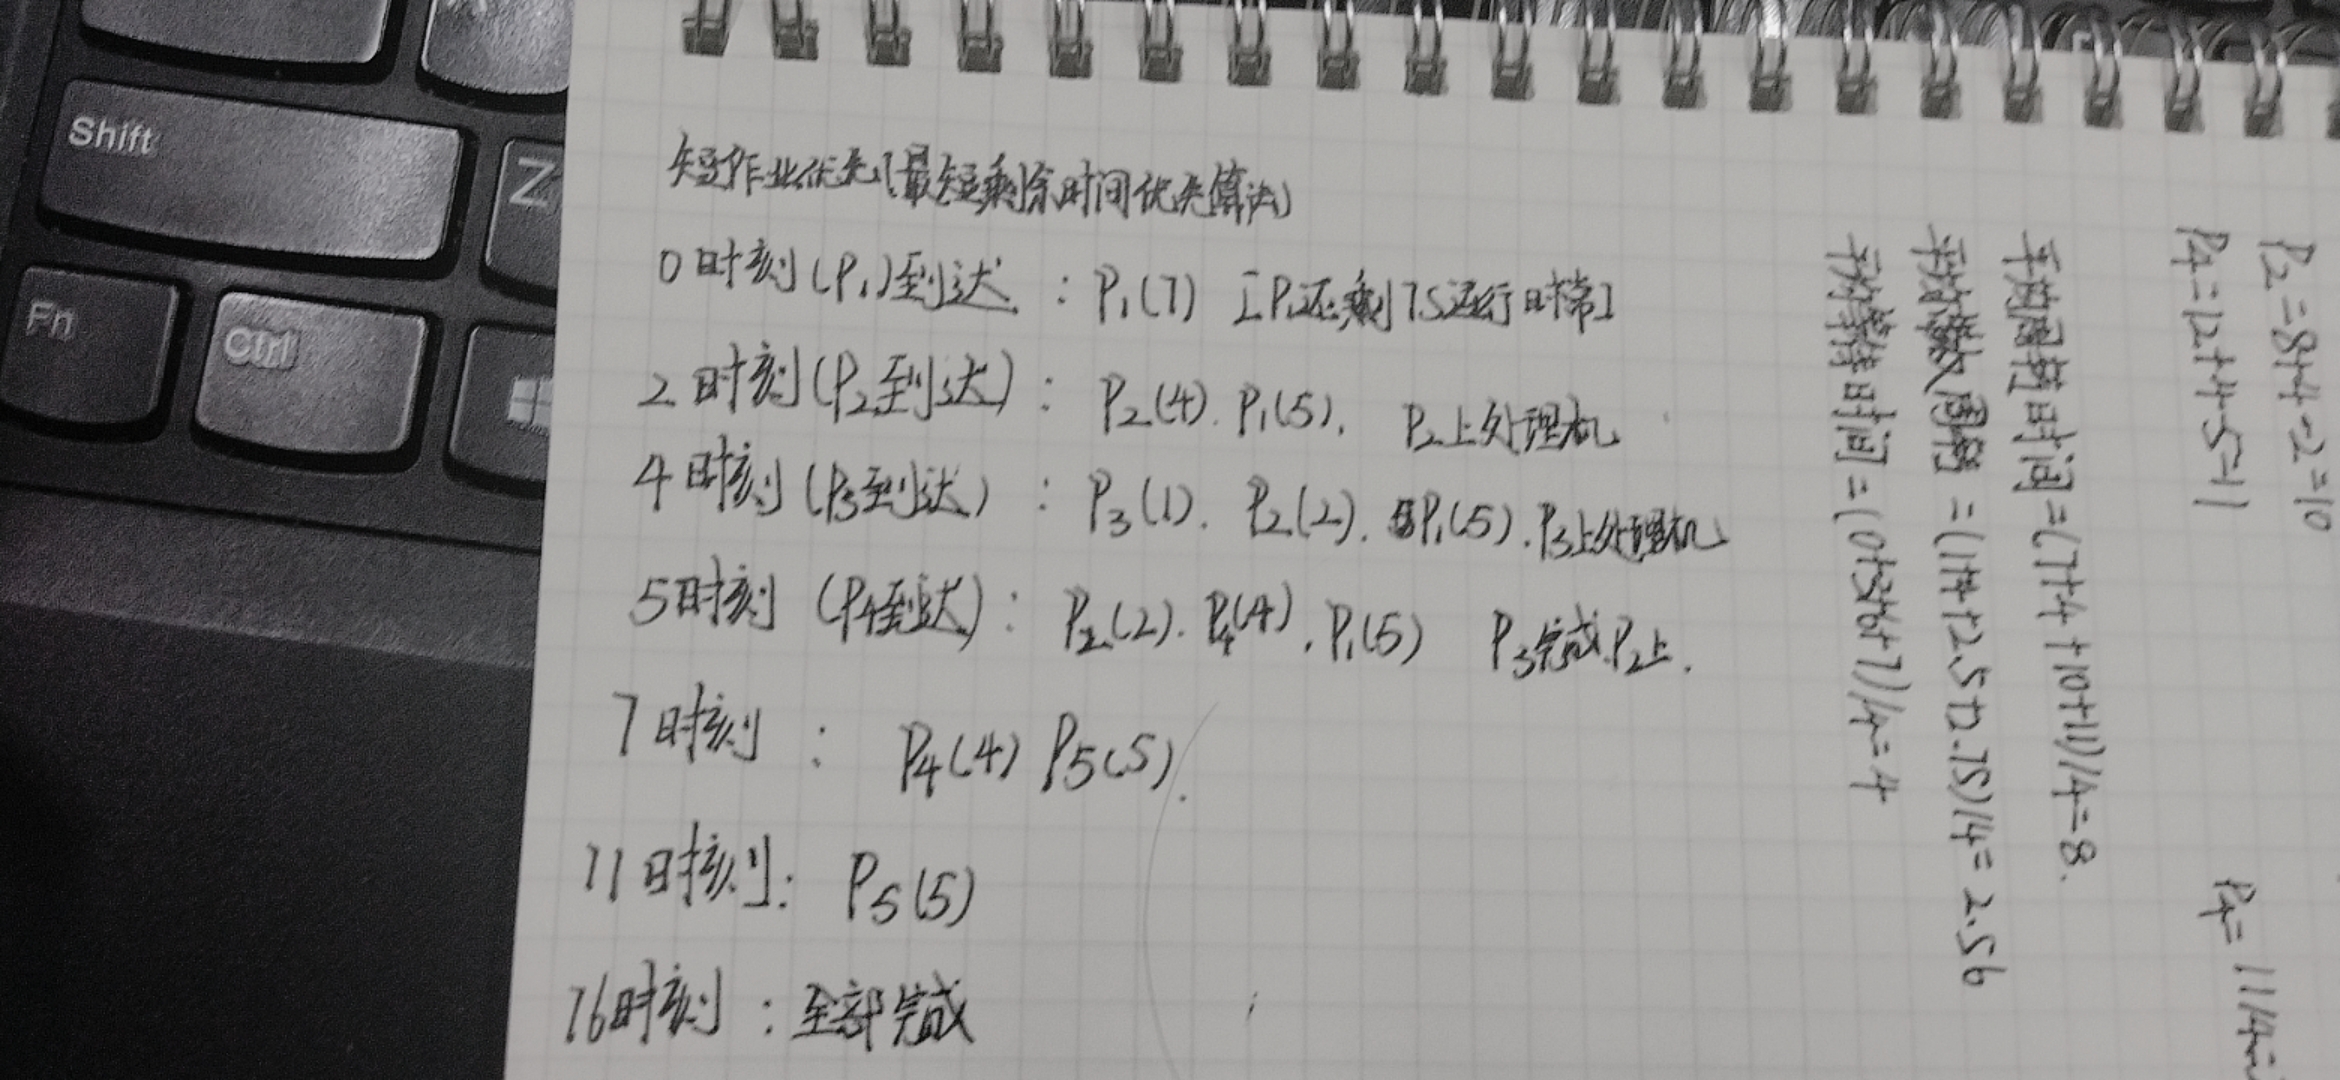 Shift
Z
Fn
Ctrl
短作业优先(最短剩余时间优先算法)
0时刻(P₁)到达:P₁(7) [P₁还剩7S运行时常]
2时刻(P₂到达):P₂(4). P₁(5). P₂上处理机
4时刻(P₃到达):P₃(1). P₂(2). P₁(5). P₃上处理机
5时刻(P₄到达):P₂(2). P₄(4). P₁(5) P₃完成.P₂上.
7时刻:P₄(4) P₅(5).
11时刻:P₅(5)
16时刻:全部完成
P₂=8+4-2=10
P₄=12+4-5=11
P₄=11/4=
平均周转时间=(7+4+10+11)/4=8.
平均带权周转=(1+4+2.5+2.75)/4=2.56
平均等待时间=(0+3+6+7)/4=4